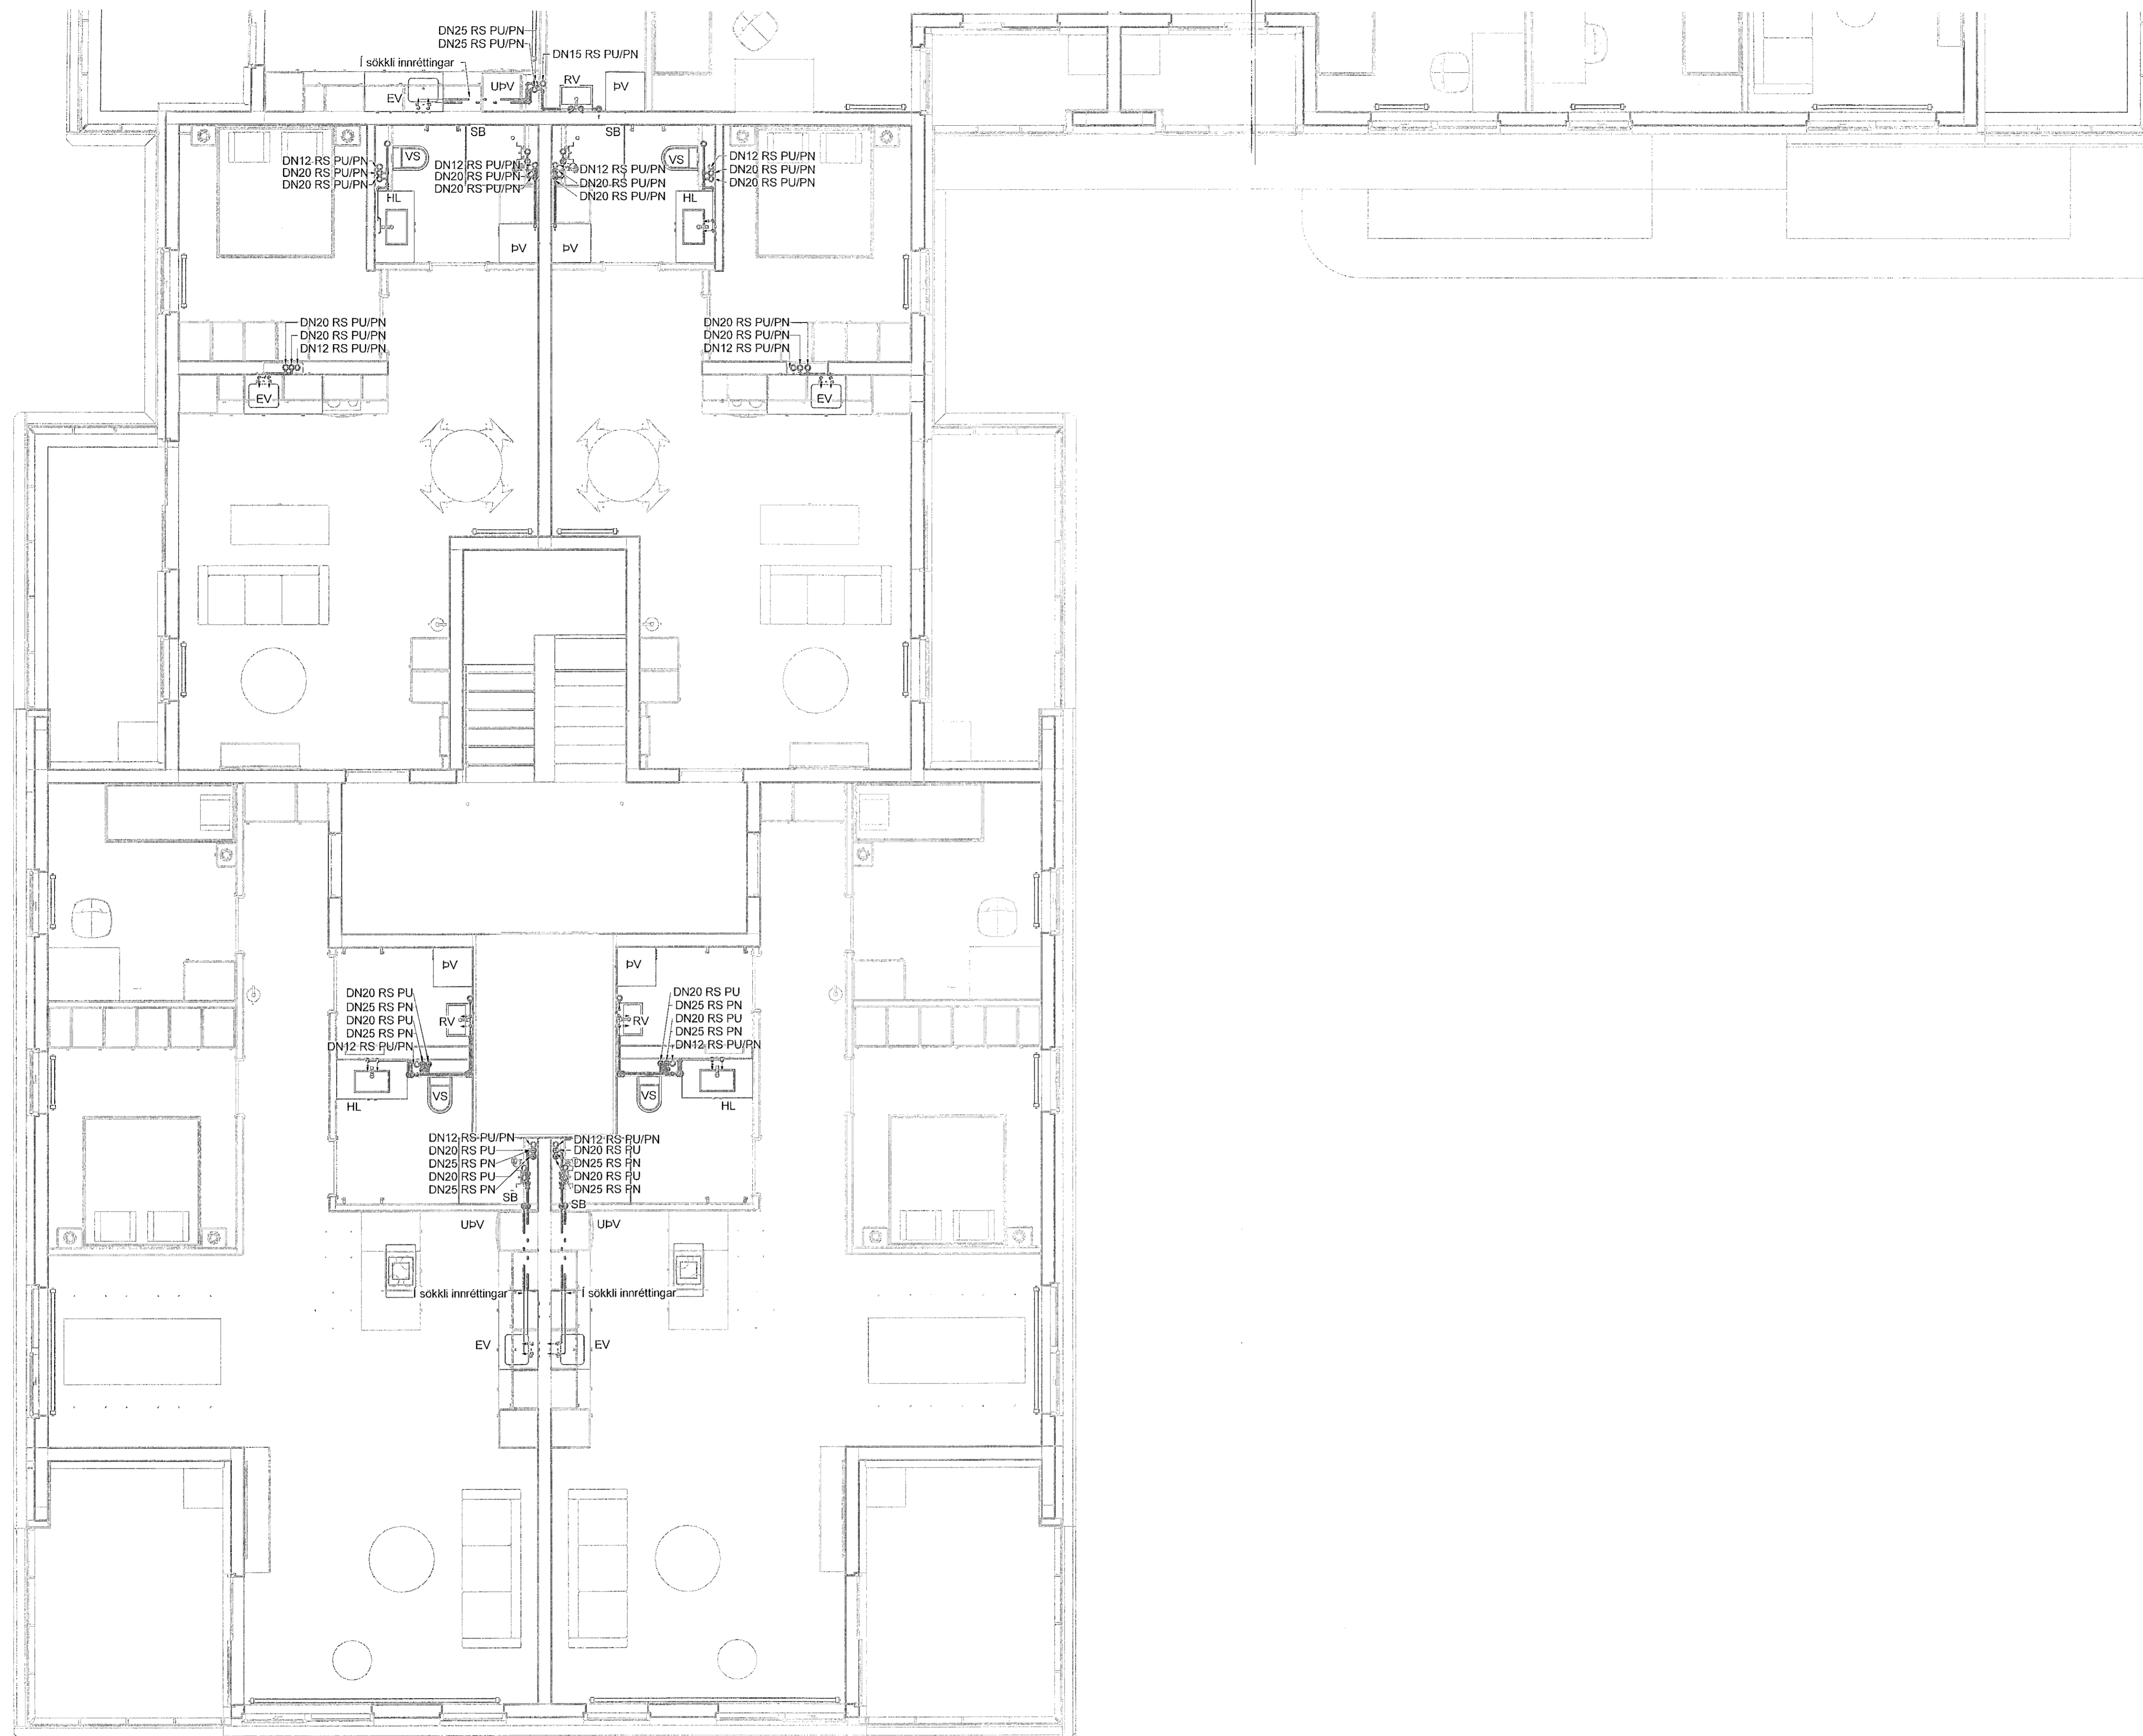 DN25 RS PU/PN
DN25 RS PU/PN
DN15 RS PU/PN
Í sökkli innréttingar
EV
UÞV
RV
ÞV
SB
SB
VS
VS
DN12 RS PU/PN
DN20 RS PU/PN
DN20 RS PU/PN
DN12 RS PU/PN
DN20 RS PU/PN
DN20 RS PU/PN
DN12 RS PU/PN
DN20 RS PU/PN
DN20 RS PU/PN
DN12 RS PU/PN
DN20 RS PU/PN
DN20 RS PU/PN
HL
HL
ÞV
ÞV
DN20 RS PU/PN
DN20 RS PU/PN
DN12 RS PU/PN
DN20 RS PU/PN
DN20 RS PU/PN
DN12 RS PU/PN
EV
EV
ÞV
ÞV
DN20 RS PU
DN25 RS PN
DN20 RS PU
DN25 RS PN
DN12 RS PU/PN
RV
RV
DN20 RS PU
DN25 RS PN
DN20 RS PU
DN25 RS PN
DN12 RS PU/PN
HL
VS
VS
HL
DN12 RS PU/PN
DN20 RS PU
DN25 RS PN
DN20 RS PU
DN25 RS PN
DN12 RS PU/PN
DN20 RS PU
DN25 RS PN
DN20 RS PU
DN25 RS PN
SB
SB
UÞV
UÞV
Í sökkli innréttingar
Í sökkli innréttingar
EV
EV